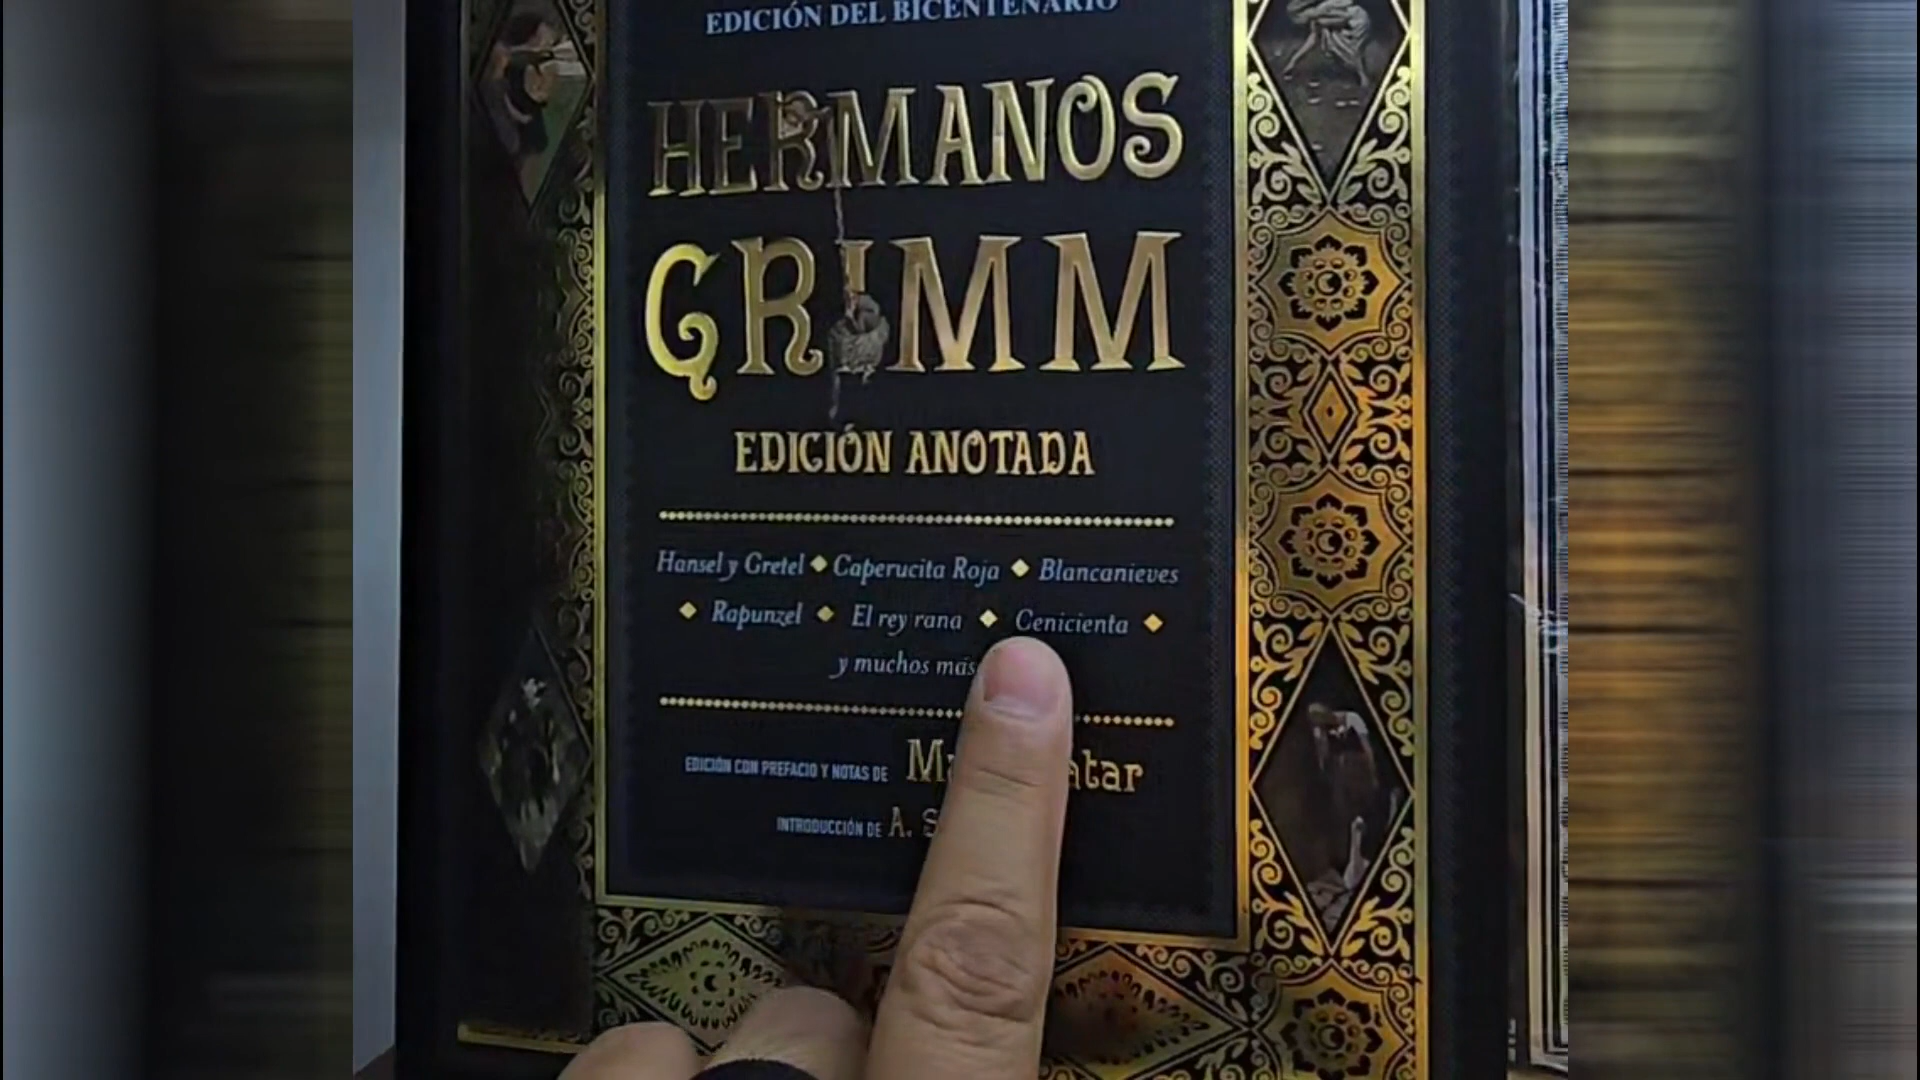 EDICIÓN DEL BICENTENARIO
HERMANOS
GRIMM
EDICIÓN ANOTADA
Hansel y Gretel ◆ Caperucita Roja ◆ Blancanieves
◆ Rapunzel ◆ El rey rana ◆ Cenicienta ◆
y muchos más
EDICIÓN CON PREFACIO Y NOTAS DE
INTRODUCCIÓN DE A.